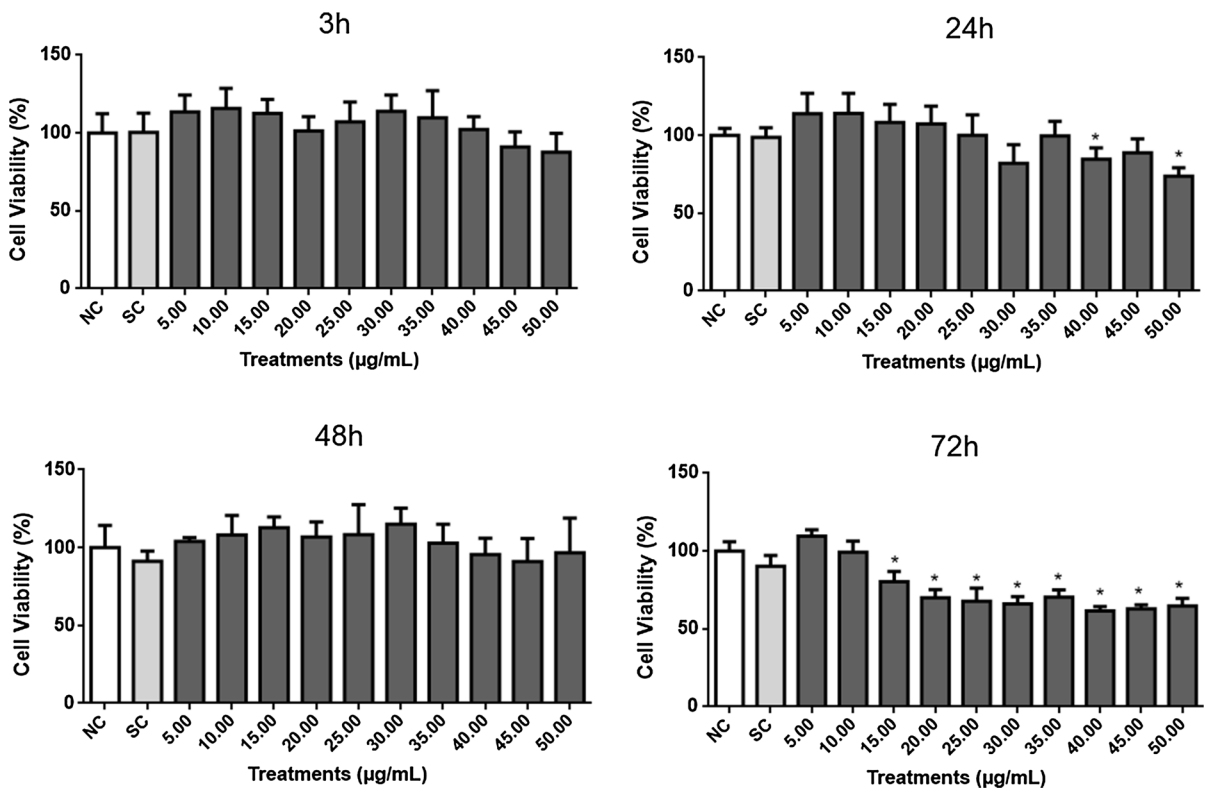 3h
150
100
50
0
Cell Viability (%)
NC SC 5.00 10.00 15.00 20.00 25.00 30.00 35.00 40.00 45.00 50.00
Treatments (µg/mL)
24h
150
100
50
0
Cell Viability (%)
* *
NC SC 5.00 10.00 15.00 20.00 25.00 30.00 35.00 40.00 45.00 50.00
Treatments (µg/mL)
48h
150
100
50
0
Cell Viability (%)
NC SC 5.00 10.00 15.00 20.00 25.00 30.00 35.00 40.00 45.00 50.00
Treatments (µg/mL)
72h
150
100
50
0
Cell Viability (%)
* * * * * * * *
NC SC 5.00 10.00 15.00 20.00 25.00 30.00 35.00 40.00 45.00 50.00
Treatments (µg/mL)